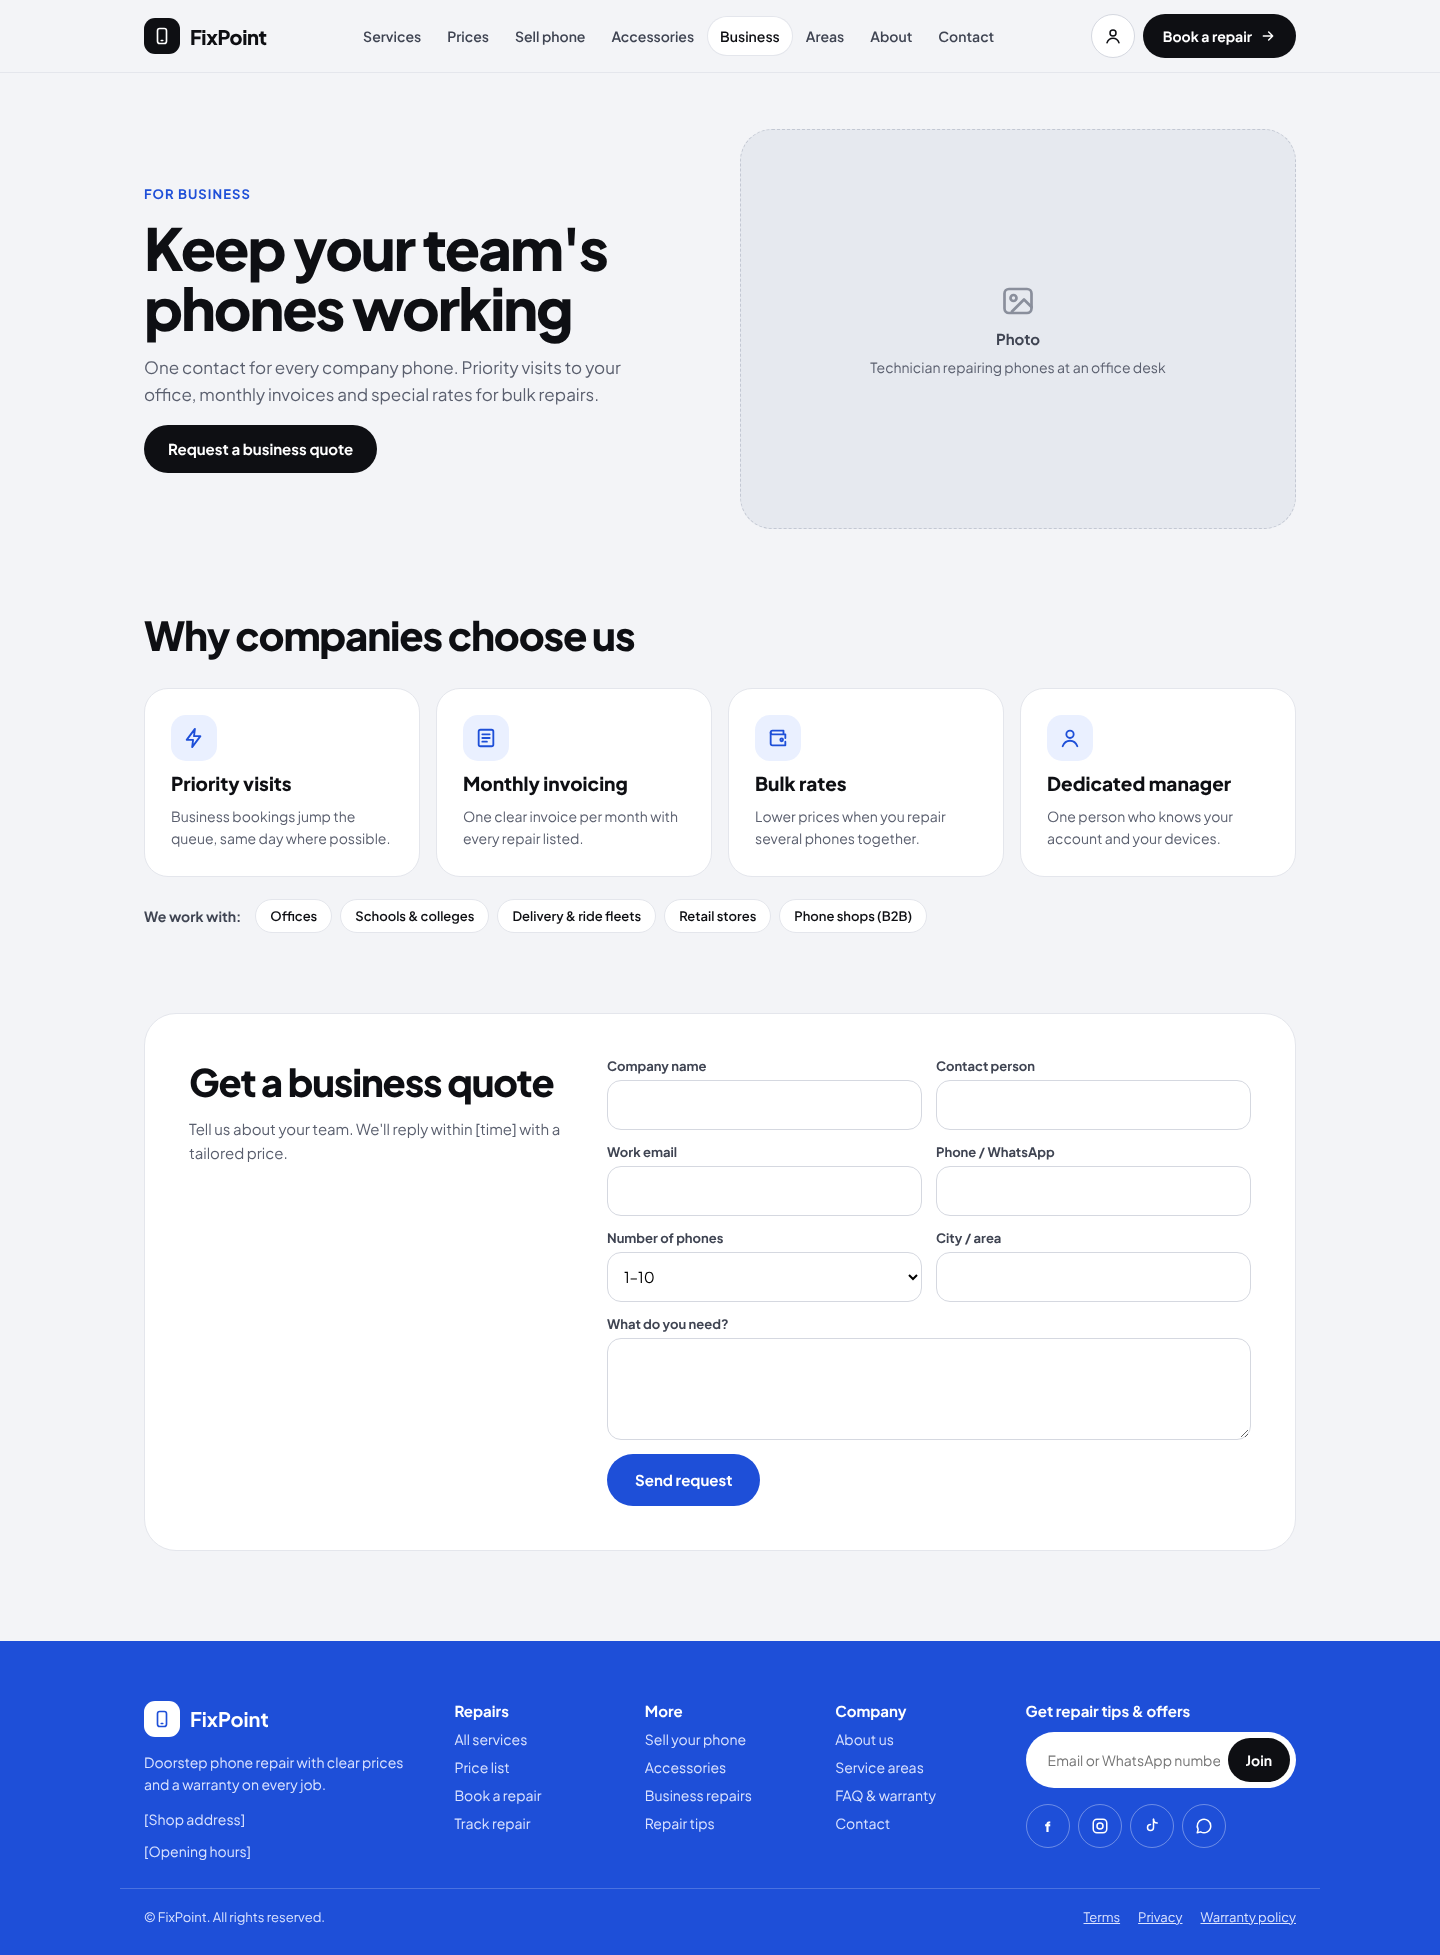 FixPoint
Services
Prices
Sell phone
Accessories
Business
Areas
About
Contact
Book a repair
FOR BUSINESS
Keep your team's
phones working
One contact for every company phone. Priority visits to your
office, monthly invoices and special rates for bulk repairs.
Request a business quote
Photo
Technician repairing phones at an office desk
Why companies choose us
Priority visits
Business bookings jump the
queue, same day where possible.
Monthly invoicing
One clear invoice per month with
every repair listed.
Bulk rates
Lower prices when you repair
several phones together.
Dedicated manager
One person who knows your
account and your devices.
We work with:
Offices
Schools & colleges
Delivery & ride fleets
Retail stores
Phone shops (B2B)
Get a business quote
Tell us about your team. We'll reply within [time] with a
tailored price.
Company name
Contact person
Work email
Phone / WhatsApp
Number of phones
1–10
City / area
What do you need?
Send request
FixPoint
Doorstep phone repair with clear prices
and a warranty on every job.
[Shop address]
[Opening hours]
Repairs
All services
Price list
Book a repair
Track repair
More
Sell your phone
Accessories
Business repairs
Repair tips
Company
About us
Service areas
FAQ & warranty
Contact
Get repair tips & offers
Email or WhatsApp numbe
Join
© FixPoint. All rights reserved.
Terms
Privacy
Warranty policy